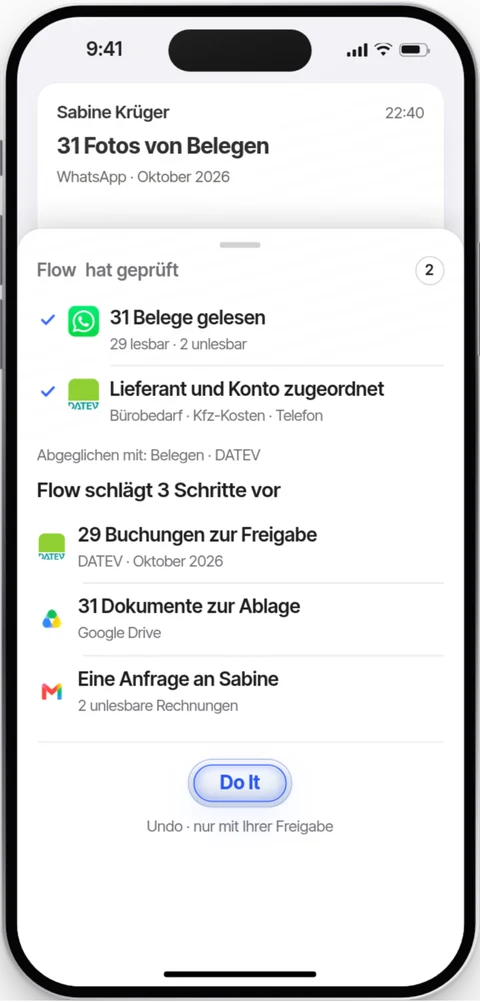 9:41
Sabine Krüger 22:40
31 Fotos von Belegen
WhatsApp · Oktober 2026
Flow hat geprüft 2
31 Belege gelesen
29 lesbar · 2 unlesbar
Lieferant und Konto zugeordnet
DATEV
Bürobedarf · Kfz-Kosten · Telefon
Abgeglichen mit: Belegen · DATEV
Flow schlägt 3 Schritte vor
29 Buchungen zur Freigabe
DATEV
DATEV · Oktober 2026
31 Dokumente zur Ablage
Google Drive
Eine Anfrage an Sabine
2 unlesbare Rechnungen
Do It
Undo · nur mit Ihrer Freigabe